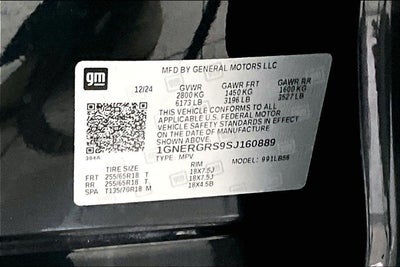 gm
MFD BY GENERAL MOTORS LLC
12/24 GVWR GAWR FRT GAWR RR
2800 KG 1450 KG 1600 KG
6173 LB 3196 LB 3527 LB
THIS VEHICLE CONFORMS TO ALL
APPLICABLE U.S. FEDERAL MOTOR
VEHICLE SAFETY STANDARDS IN EFFECT
ON THE DATE OF MANUFACTURE
SHOWN ABOVE.
1GNERGRS9SJ160889
TYPE: MPV MODEL: 991LB56
TIRE SIZE RIM
FRT 255/65R18 T 18X7.5J
RR 255/65R18 T 18X7.5J
SPA T135/70R18 M 18X4.5B